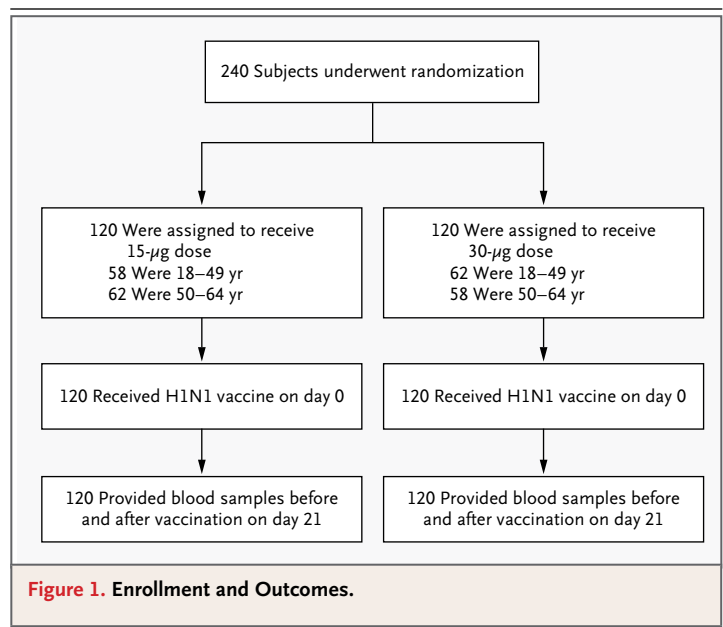 240 Subjects underwent randomization
120 Were assigned to receive
15-µg dose
58 Were 18–49 yr
62 Were 50–64 yr
120 Were assigned to receive
30-µg dose
62 Were 18–49 yr
58 Were 50–64 yr
120 Received H1N1 vaccine on day 0
120 Received H1N1 vaccine on day 0
120 Provided blood samples before
and after vaccination on day 21
120 Provided blood samples before
and after vaccination on day 21
Figure 1. Enrollment and Outcomes.